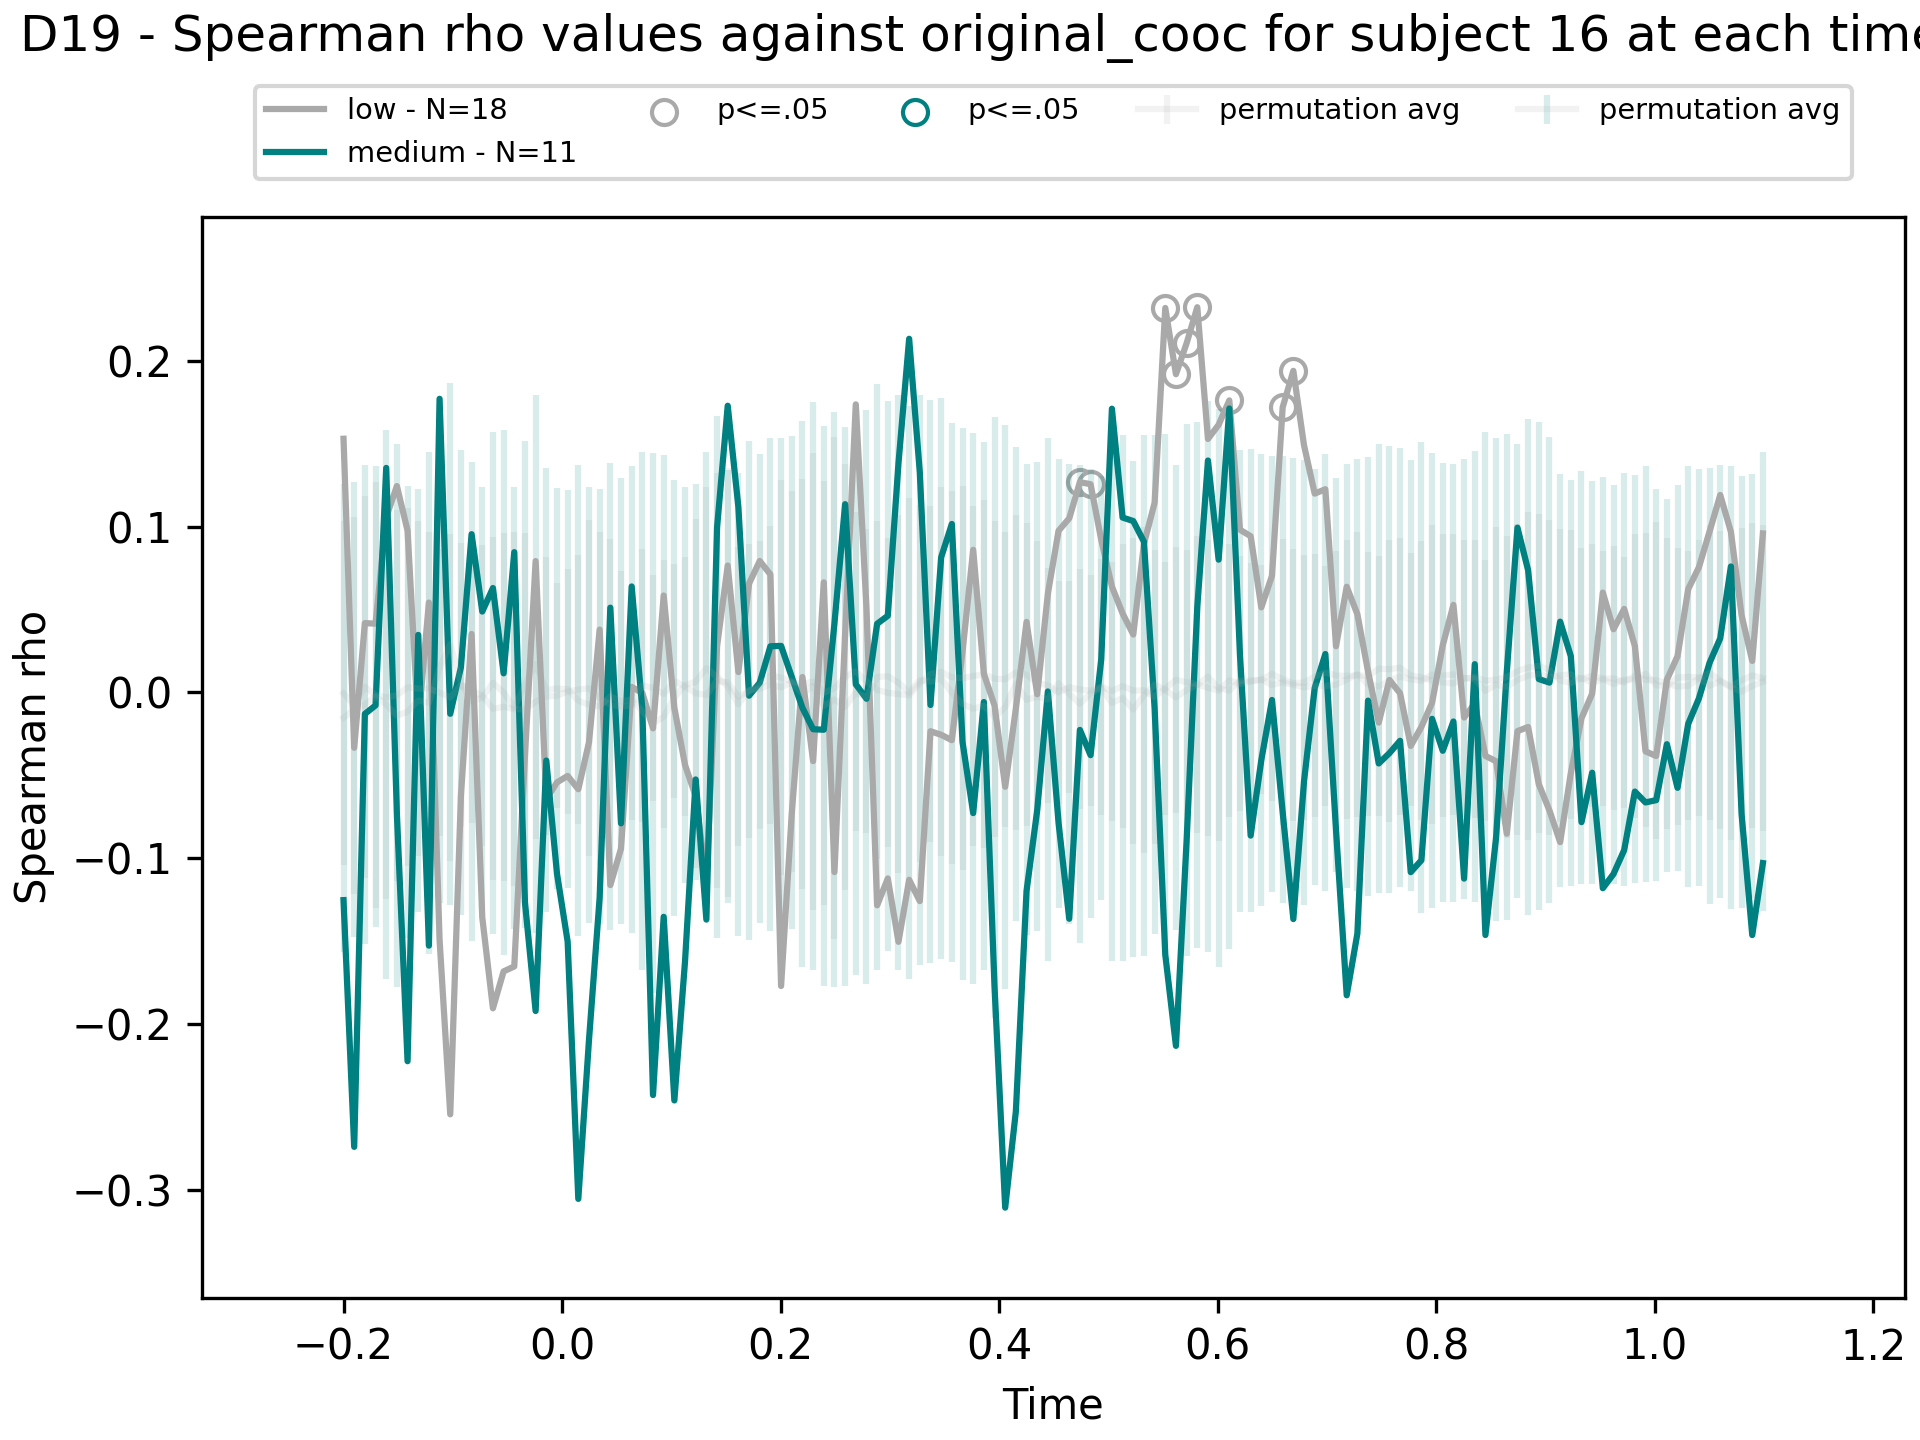 D19 - Spearman rho values against original_cooc for subject 16 at each time
low - N=18
medium - N=11
p<=.05
p<=.05
permutation avg
permutation avg
Spearman rho
0.2
0.1
0.0
−0.1
−0.2
−0.3
−0.2 0.0 0.2 0.4 0.6 0.8 1.0 1.2
Time